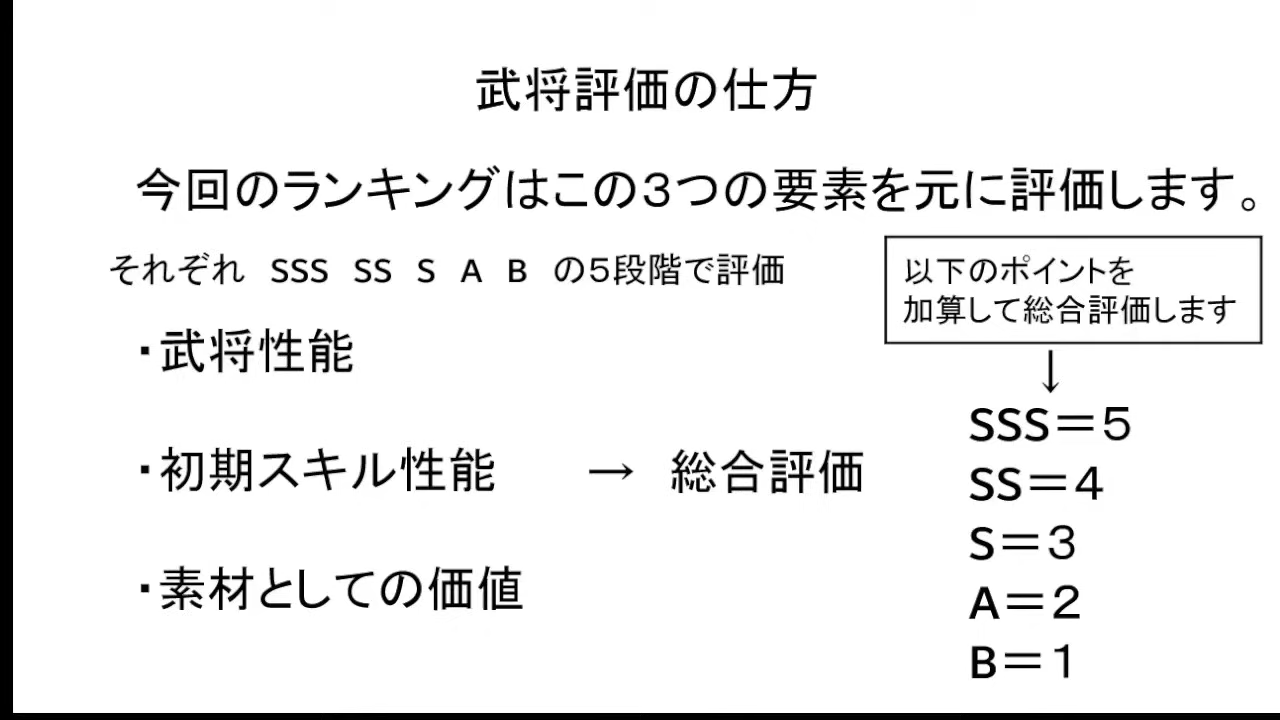 武将評価の仕方
今回のランキングはこの３つの要素を元に評価します。
それぞれ　SSS　SS　S　A　B　の５段階で評価
以下のポイントを
加算して総合評価します
・武将性能
↓
SSS＝５
・初期スキル性能　→　総合評価
SS＝４
S＝３
・素材としての価値
A＝２
B＝１